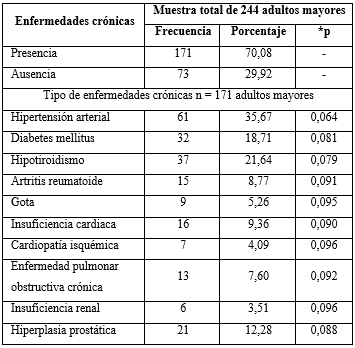 Enfermedades crónicas Muestra total de 244 adultos mayores
Frecuencia Porcentaje *p
Presencia 171 70,08 -
Ausencia 73 29,92 -
Tipo de enfermedades crónicas n = 171 adultos mayores
Hipertensión arterial 61 35,67 0,064
Diabetes mellitus 32 18,71 0,081
Hipotiroidismo 37 21,64 0,079
Artritis reumatoide 15 8,77 0,091
Gota 9 5,26 0,095
Insuficiencia cardiaca 16 9,36 0,090
Cardiopatía isquémica 7 4,09 0,096
Enfermedad pulmonar
obstructiva crónica 13 7,60 0,092
Insuficiencia renal 6 3,51 0,096
Hiperplasia prostática 21 12,28 0,088